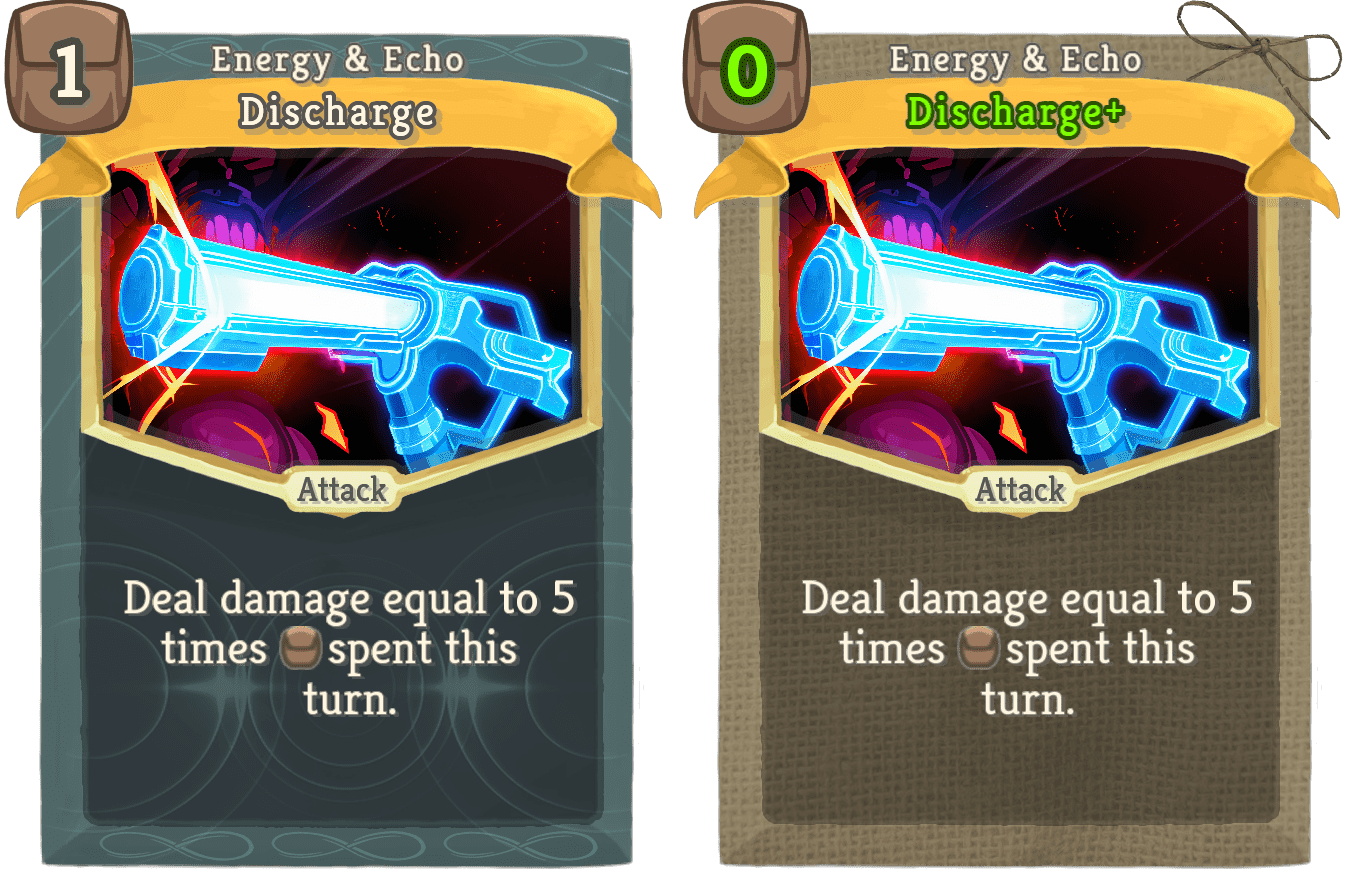 1
Energy & Echo
Discharge
Attack
Deal damage equal to 5
times spent this
turn.
0
Energy & Echo
Discharge+
Attack
Deal damage equal to 5
times spent this
turn.